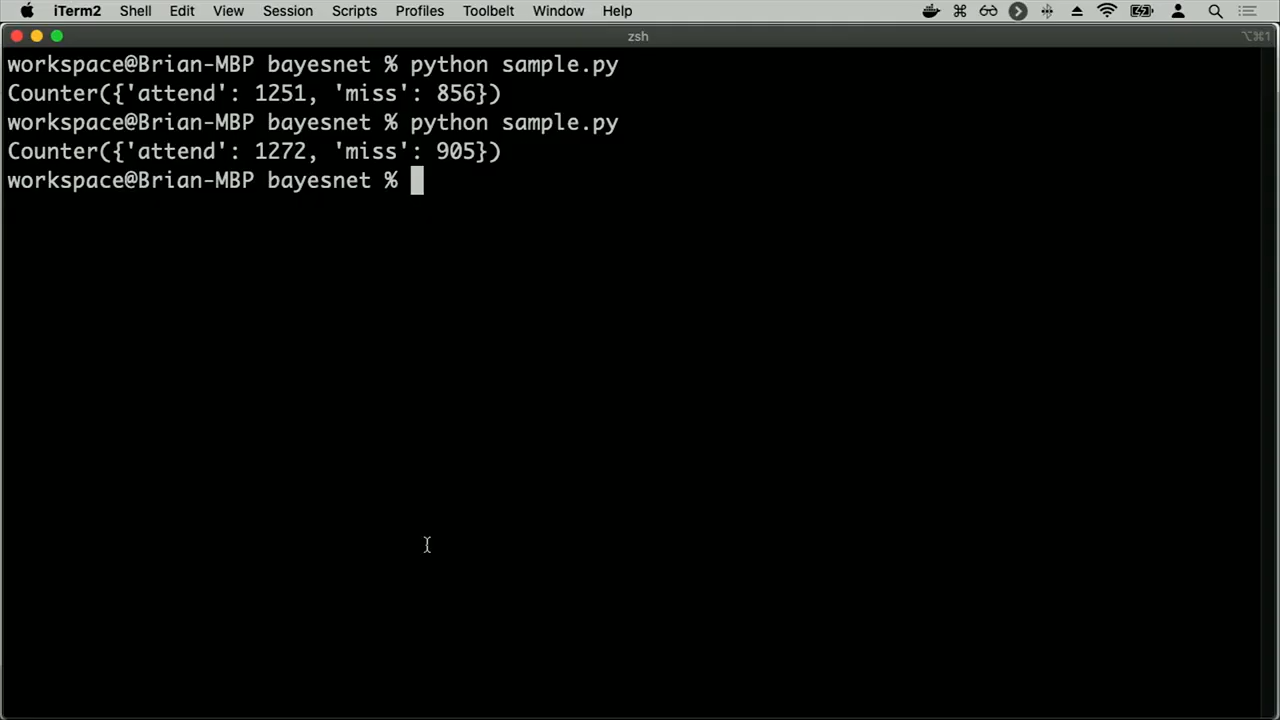 iTerm2 Shell Edit View Session Scripts Profiles Toolbelt Window Help
zsh
⌥⌘1
workspace@Brian-MBP bayesnet % python sample.py
Counter({'attend': 1251, 'miss': 856})
workspace@Brian-MBP bayesnet % python sample.py
Counter({'attend': 1272, 'miss': 905})
workspace@Brian-MBP bayesnet %